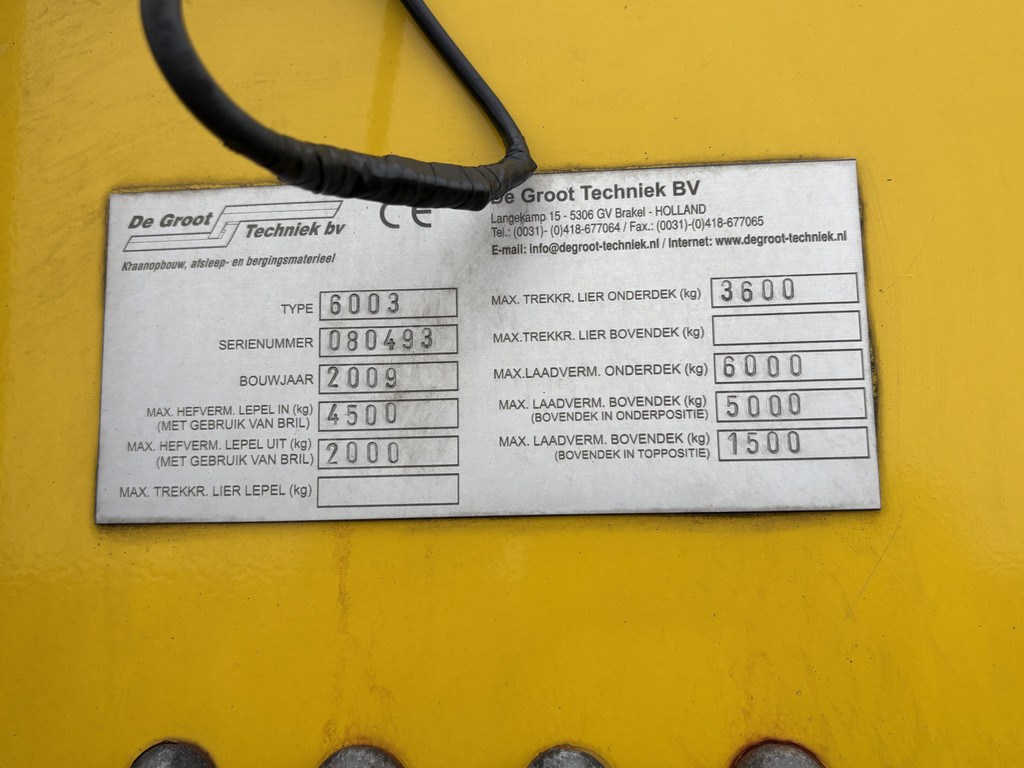 De Groot Techniek bv
Kraanopbouw, afsleep- en bergingsmaterieel
CE
De Groot Techniek BV
Langekamp 15 - 5306 GV Brakel - HOLLAND
Tel.: (0031)- (0)418-677064 / Fax.: (0031)-(0)418-677065
E-mail: info@degroot-techniek.nl / Internet: www.degroot-techniek.nl
TYPE 6003
SERIENUMMER 080493
BOUWJAAR 2009
MAX. HEFVERM. LEPEL IN (kg) 4500
(MET GEBRUIK VAN BRIL)
MAX. HEFVERM. LEPEL UIT (kg) 2000
(MET GEBRUIK VAN BRIL)
MAX. TREKKR. LIER LEPEL (kg)
MAX. TREKKR. LIER ONDERDEK (kg) 3600
MAX.TREKKR. LIER BOVENDEK (kg)
MAX.LAADVERM. ONDERDEK (kg) 6000
MAX. LAADVERM. BOVENDEK (kg) 5000
(BOVENDEK IN ONDERPOSITIE)
MAX. LAADVERM. BOVENDEK (kg) 1500
(BOVENDEK IN TOPPOSITIE)